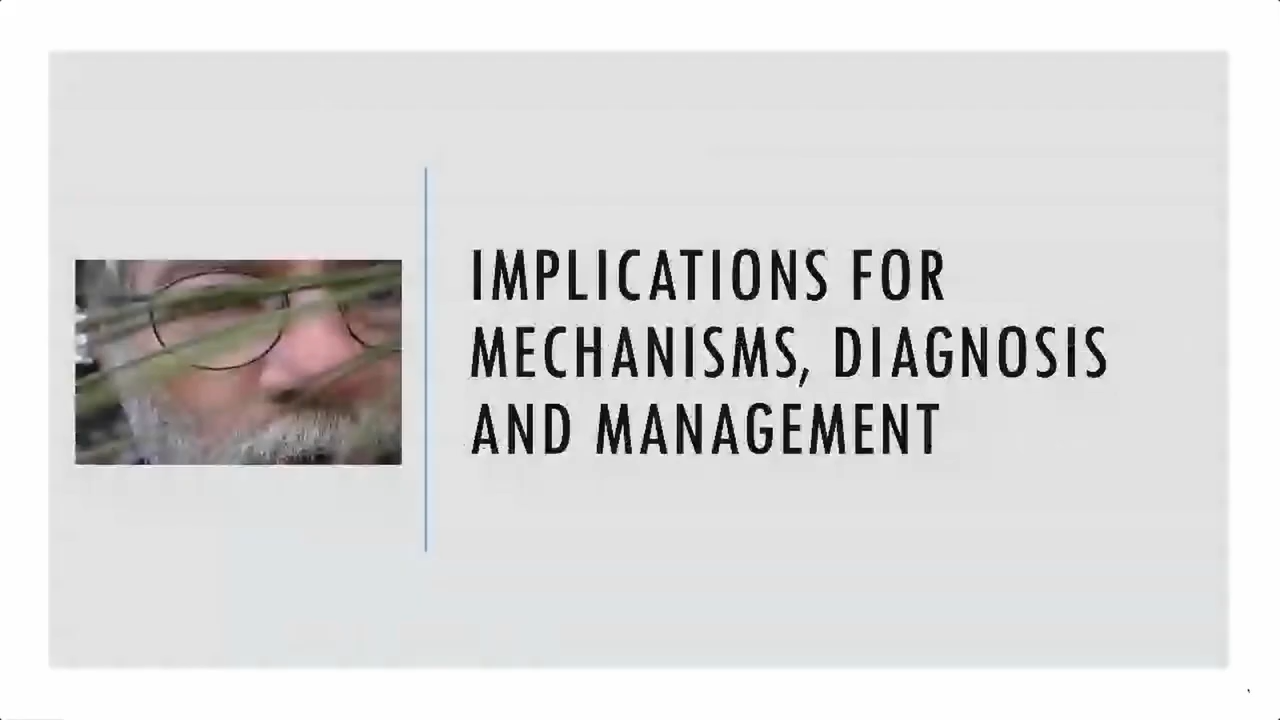 IMPLICATIONS FOR
MECHANISMS, DIAGNOSIS
AND MANAGEMENT